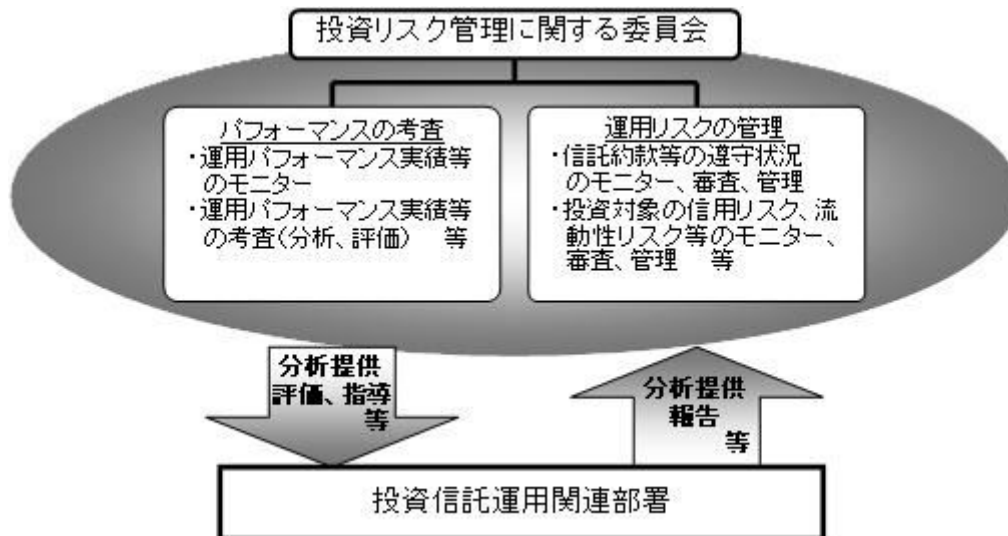 投資リスク管理に関する委員会
パフォーマンスの考査
・運用パフォーマンス実績等
のモニター
・運用パフォーマンス実績等
の考査(分析、評価) 等
運用リスクの管理
・信託約款等の遵守状況
のモニター、審査、管理
・投資対象の信用リスク、流
動性リスク等のモニター、
審査、管理 等
分析提供
評価、指導
等
分析提供
報告
等
投資信託運用関連部署